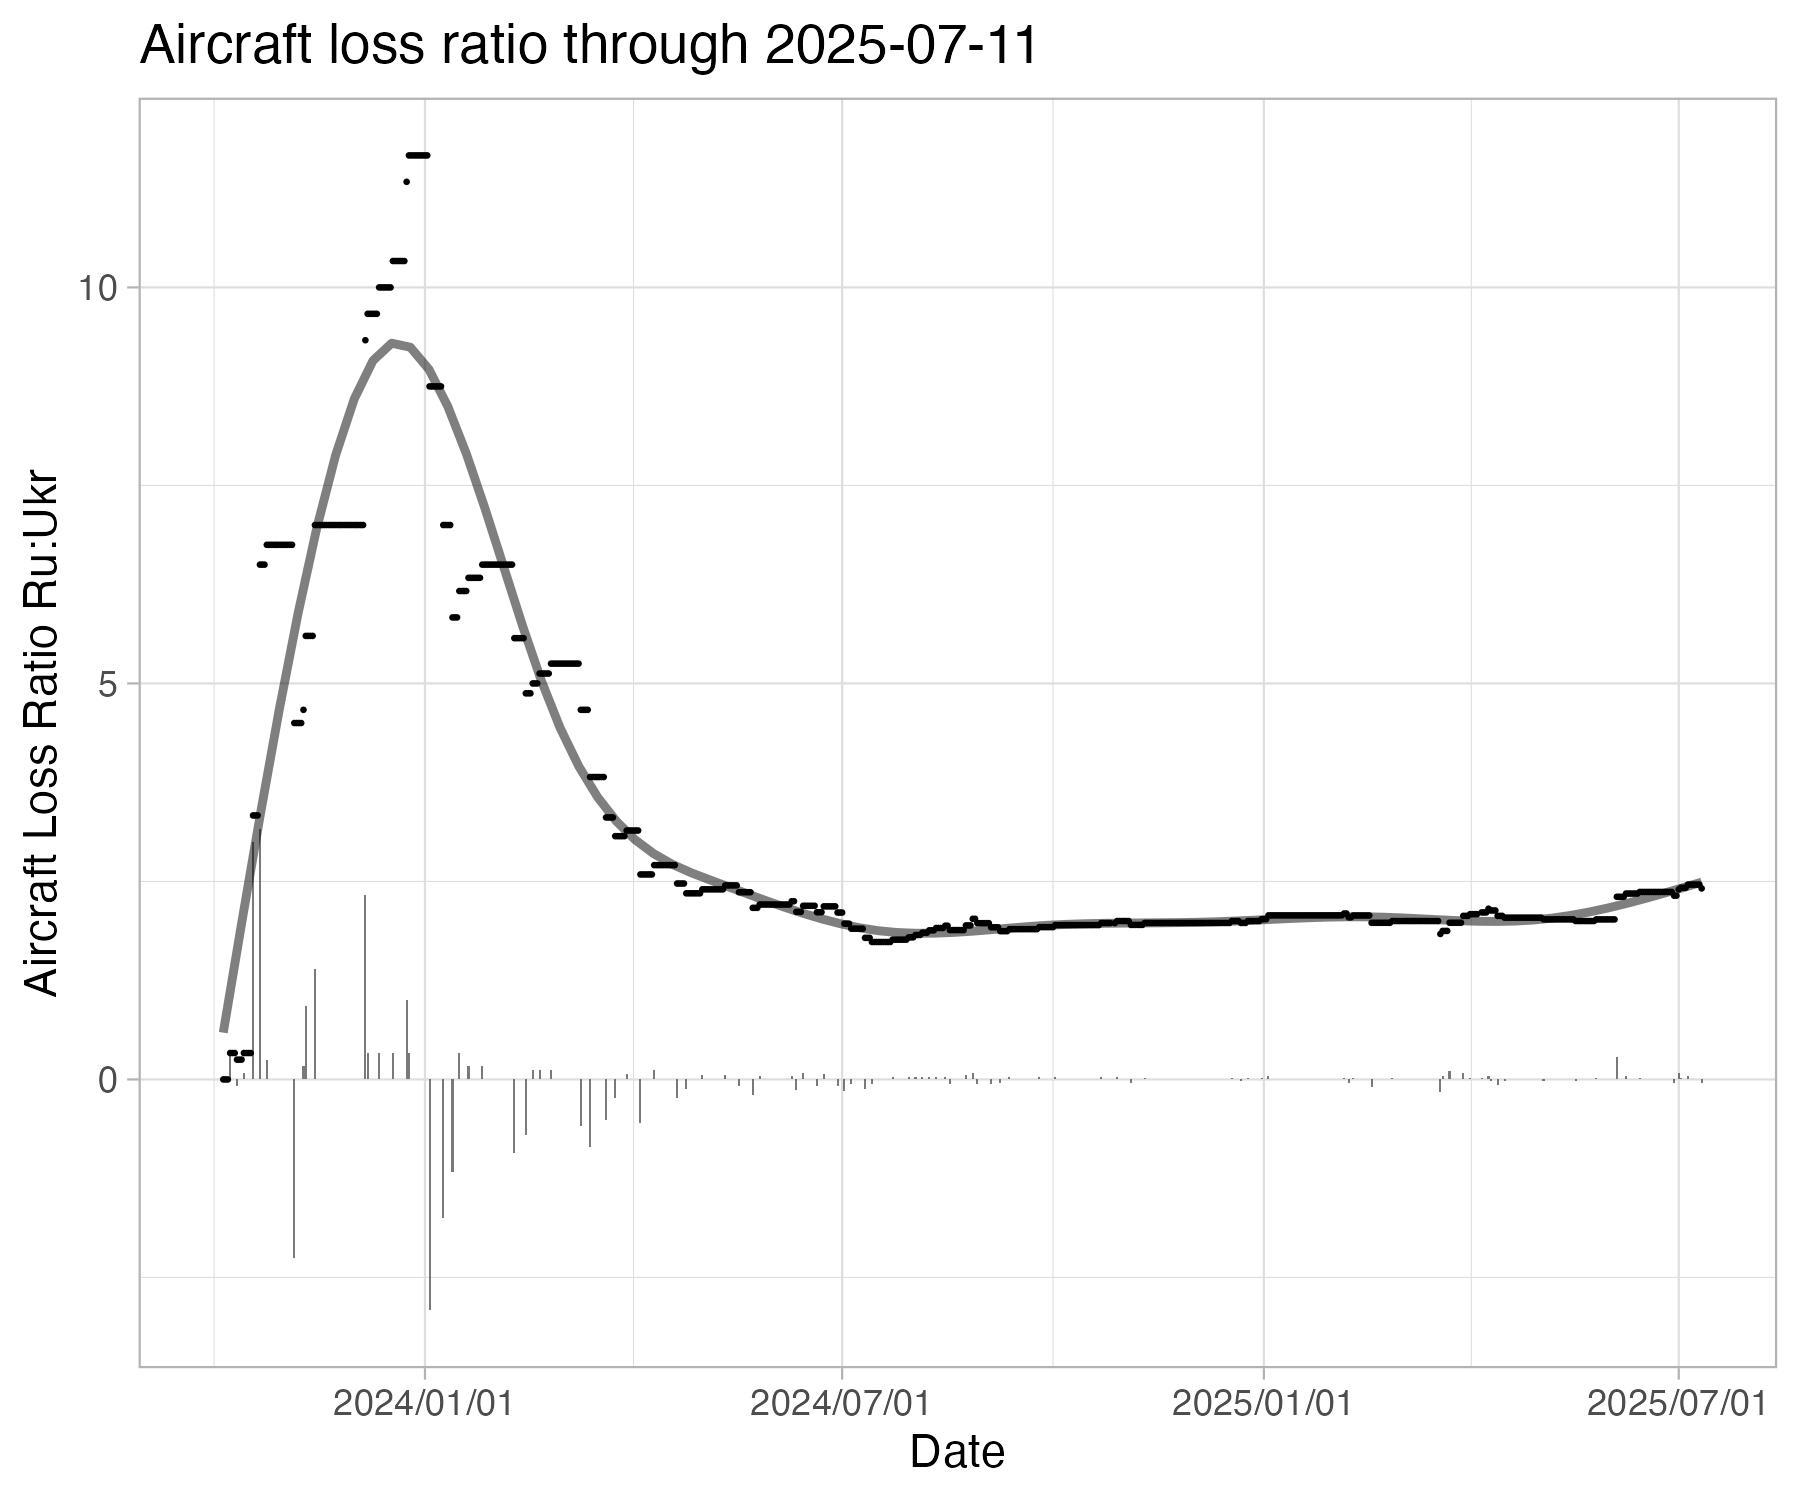 Aircraft loss ratio through 2025-07-11
Aircraft Loss Ratio Ru:Ukr
10
5
0
2024/01/01
2024/07/01
2025/01/01
2025/07/01
Date